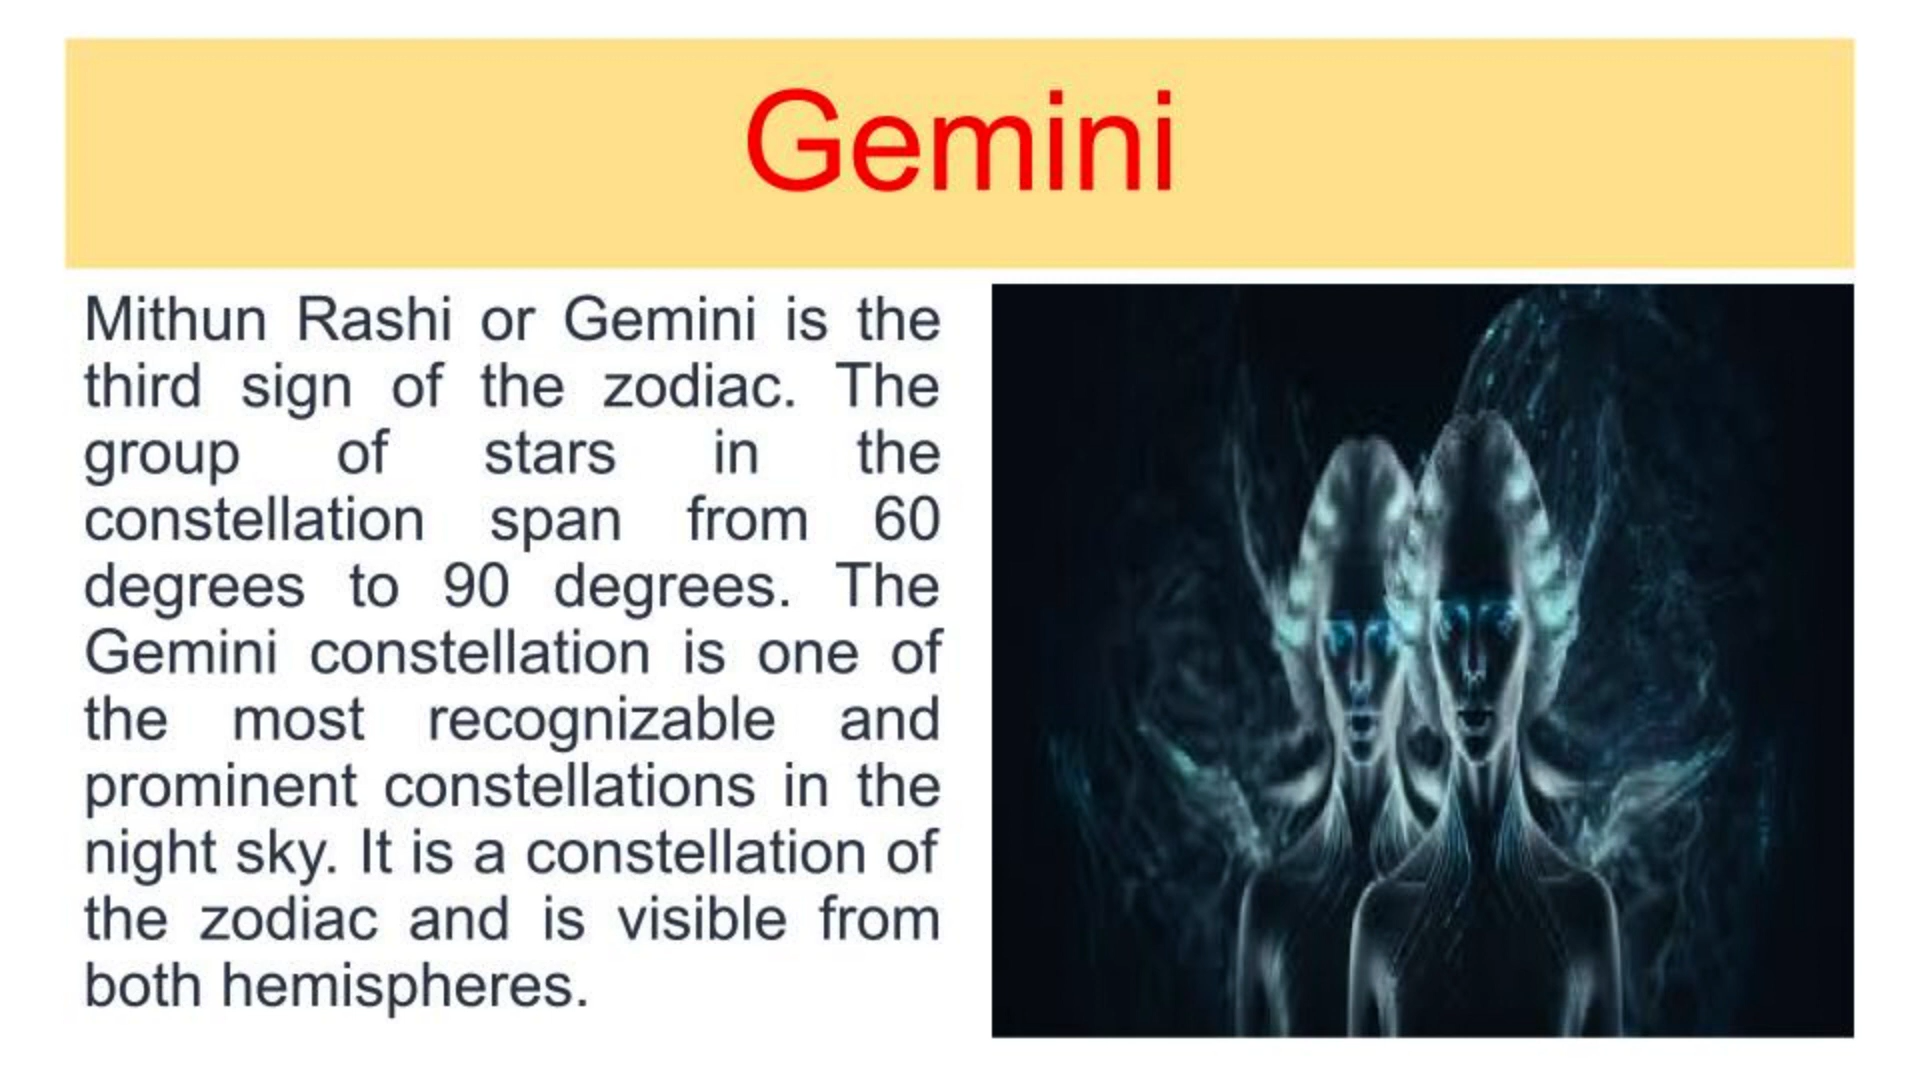 Gemini
Mithun Rashi or Gemini is the
third sign of the zodiac. The
group of stars in the
constellation span from 60
degrees to 90 degrees. The
Gemini constellation is one of
the most recognizable and
prominent constellations in the
night sky. It is a constellation of
the zodiac and is visible from
both hemispheres.